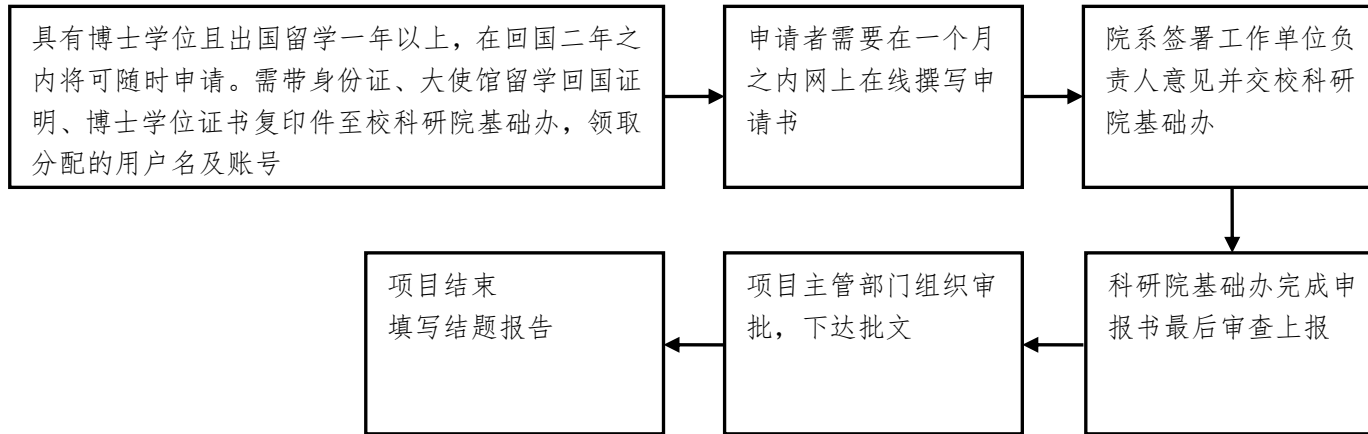 具有博士学位且出国留学一年以上，在回国二年之
内将可随时申请。需带身份证、大使馆留学回国证
明、博士学位证书复印件至校科研院基础办，领取
分配的用户名及账号
申请者需要在一个月
之内网上在线撰写申
请书
院系签署工作单位负
责人意见并交校科研
院基础办
科研院基础办完成申
报书最后审查上报
项目主管部门组织审
批，下达批文
项目结束
填写结题报告